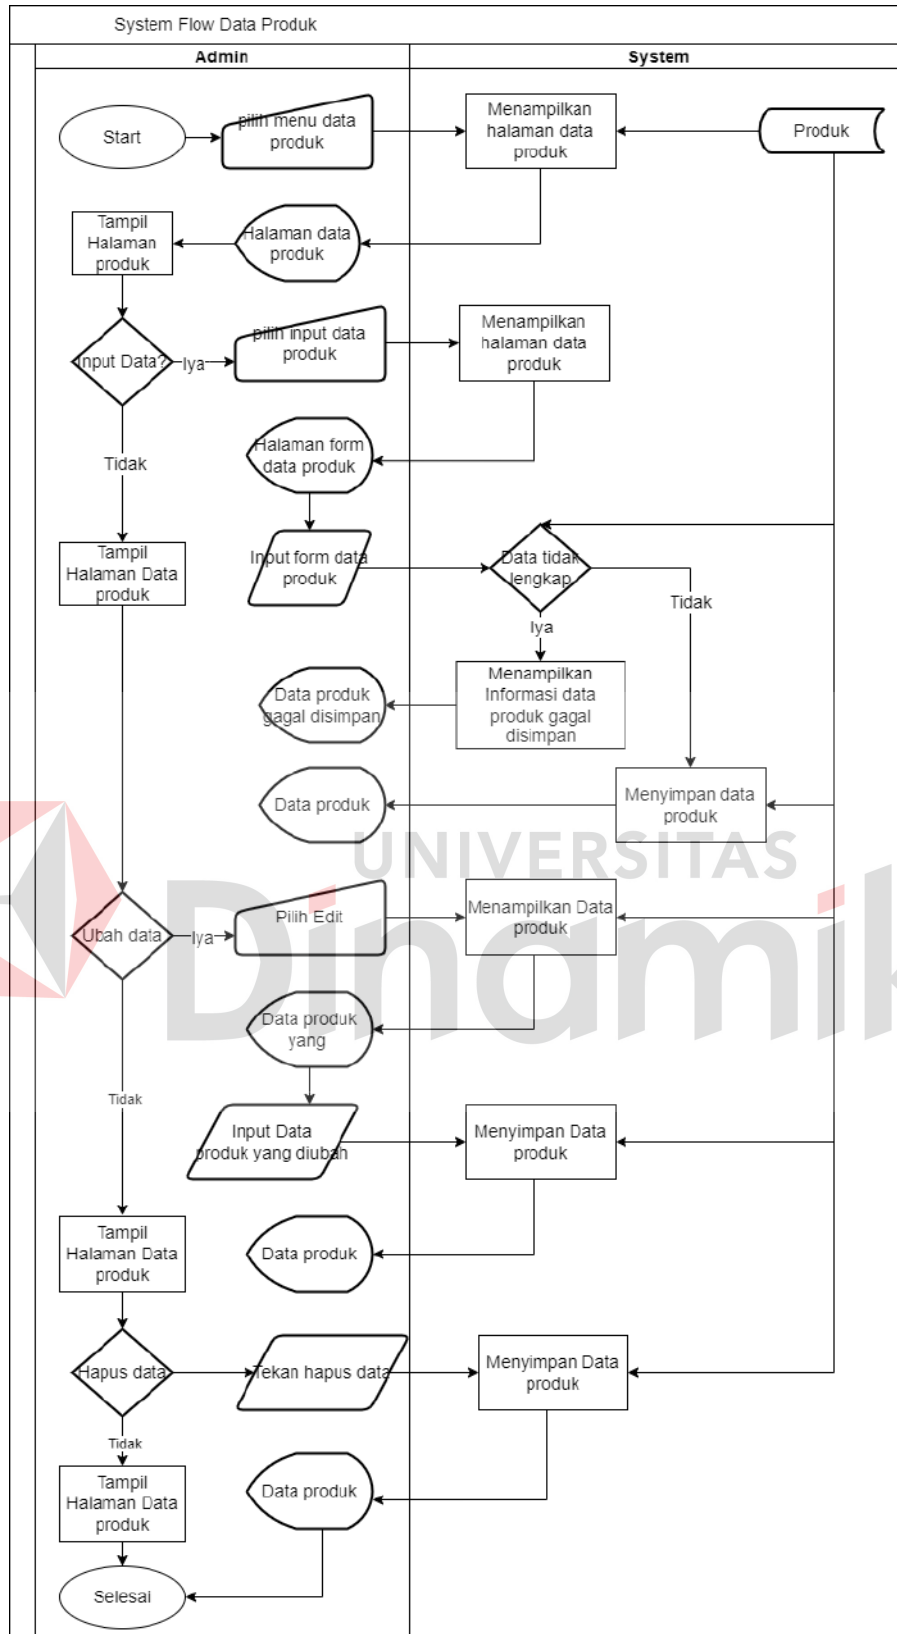 System Flow Data Produk
Admin
System
Start
pilih menu data
produk
Menampilkan
halaman data
produk
Produk
Tampil
Halaman
produk
Halaman data
produk
Input Data?
Iya
pilih input data
produk
Menampilkan
halaman data
produk
Tidak
Halaman form
data produk
Tampil
Halaman Data
produk
Input form data
produk
Data tidak
lengkap
Tidak
Iya
Menampilkan
Informasi data
produk gagal
disimpan
Data produk
gagal disimpan
Menyimpan data
produk
Data produk
UNIVERSITAS
Dinamik
Ubah data
Iya
Pilih Edit
Menampilkan Data
produk
Data produk
yang
Tidak
Input Data
produk yang diubah
Menyimpan Data
produk
Tampil
Halaman Data
produk
Data produk
Hapus data
Tekan hapus data
Menyimpan Data
produk
Tidak
Tampil
Halaman Data
produk
Data produk
Selesai